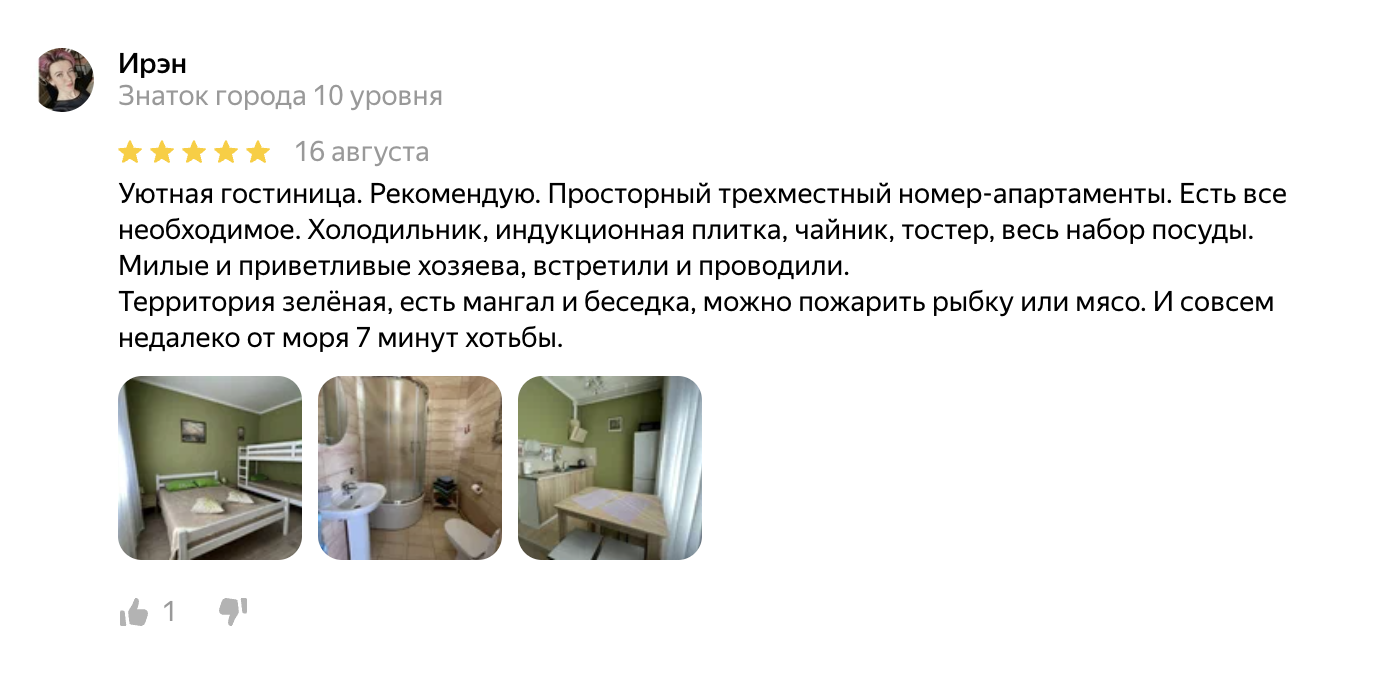 Ирэн
Знаток города 10 уровня
16 августа
Уютная гостиница. Рекомендую. Просторный трехместный номер-апартаменты. Есть все
необходимое. Холодильник, индукционная плитка, чайник, тостер, весь набор посуды.
Милые и приветливые хозяева, встретили и проводили.
Территория зелёная, есть мангал и беседка, можно пожарить рыбку или мясо. И совсем
недалеко от моря 7 минут хотьбы.
1